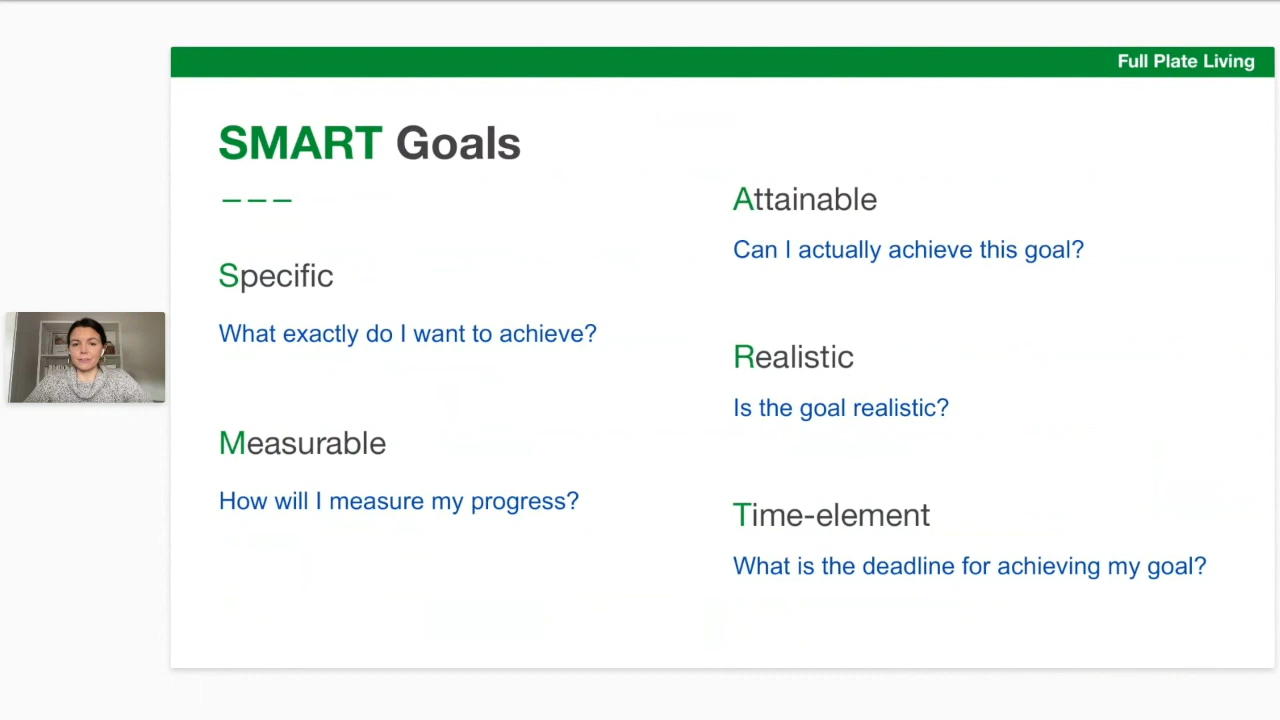 Full Plate Living
SMART Goals
Specific
What exactly do I want to achieve?
Measurable
How will I measure my progress?
Attainable
Can I actually achieve this goal?
Realistic
Is the goal realistic?
Time-element
What is the deadline for achieving my goal?